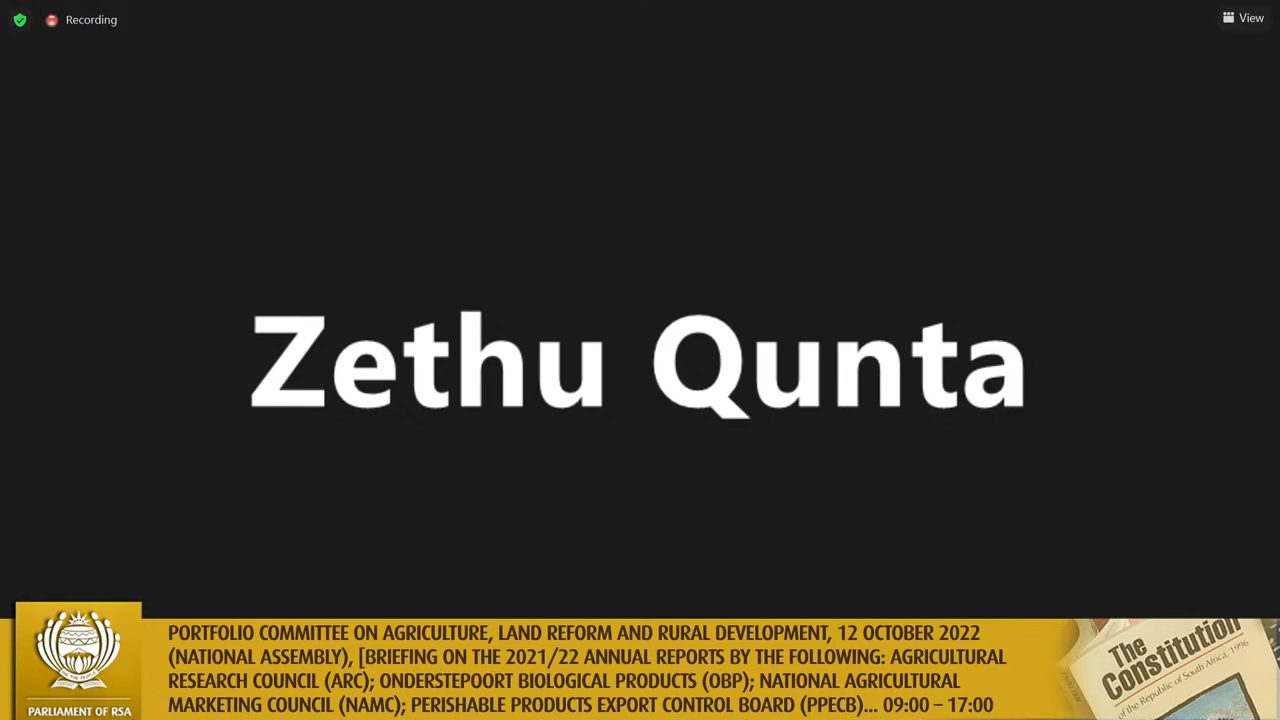 Recording
View
Zethu Qunta
PORTFOLIO COMMITTEE ON AGRICULTURE, LAND REFORM AND RURAL DEVELOPMENT, 12 OCTOBER 2022
(NATIONAL ASSEMBLY), [BRIEFING ON THE 2021/22 ANNUAL REPORTS BY THE FOLLOWING: AGRICULTURAL
RESEARCH COUNCIL (ARC); ONDERSTEPOORT BIOLOGICAL PRODUCTS (OBP); NATIONAL AGRICULTURAL
MARKETING COUNCIL (NAMC); PERISHABLE PRODUCTS EXPORT CONTROL BOARD (PPECB)... 09:00 – 17:00
PARLIAMENT OF RSA
The
Constitution
of the Republic of South Africa, 1996